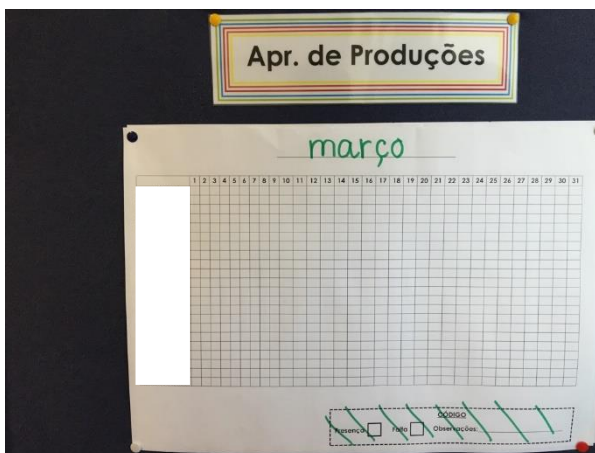 Apr. de Produções
março
1 2 3 4 5 6 7 8 9 10 11 12 13 14 15 16 17 18 19 20 21 22 23 24 25 26 27 28 29 30 31
CÓDIGO
Presença Falta Observações: